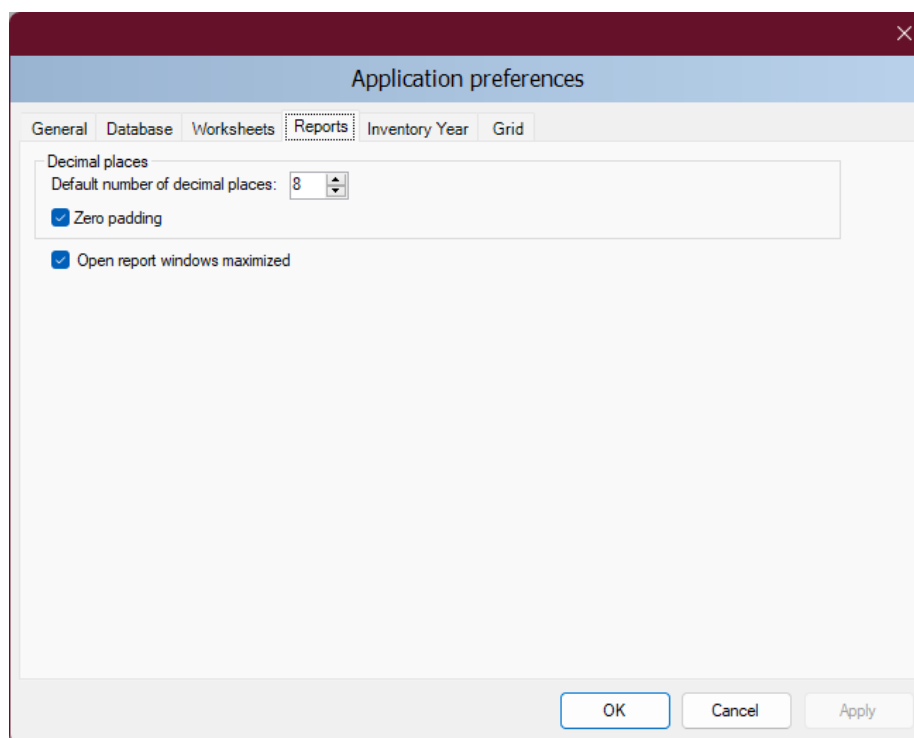 Application preferences
General Database Worksheets Reports Inventory Year Grid
Decimal places
Default number of decimal places: 8
Zero padding
Open report windows maximized
OK Cancel Apply